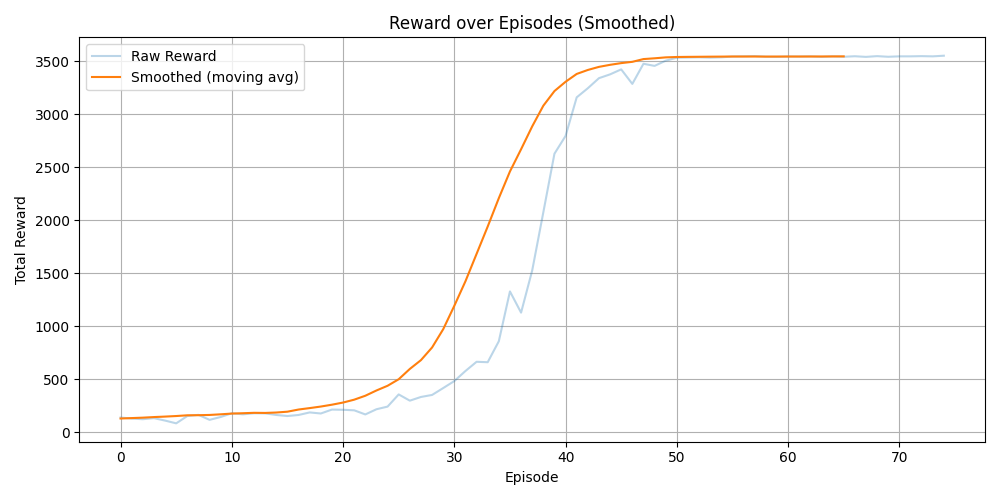 Reward over Episodes (Smoothed)
Raw Reward
Smoothed (moving avg)
Total Reward
3500
3000
2500
2000
1500
1000
500
0
0 10 20 30 40 50 60 70
Episode